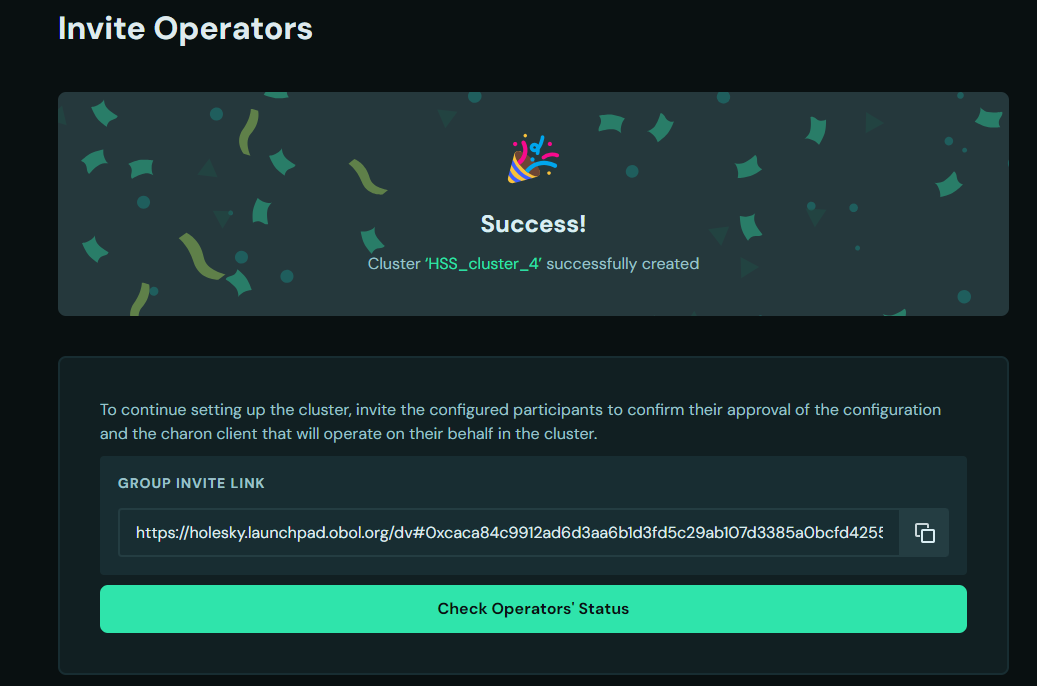 Invite Operators
Success!
Cluster ‘HSS_cluster_4’ successfully created
To continue setting up the cluster, invite the configured participants to confirm their approval of the configuration
and the charon client that will operate on their behalf in the cluster.
GROUP INVITE LINK
https://holesky.launchpad.obol.org/dv#0xcaca84c9912ad6d3aa6b1d3fd5c29ab107d3385a0bcfd425
Check Operators’ Status